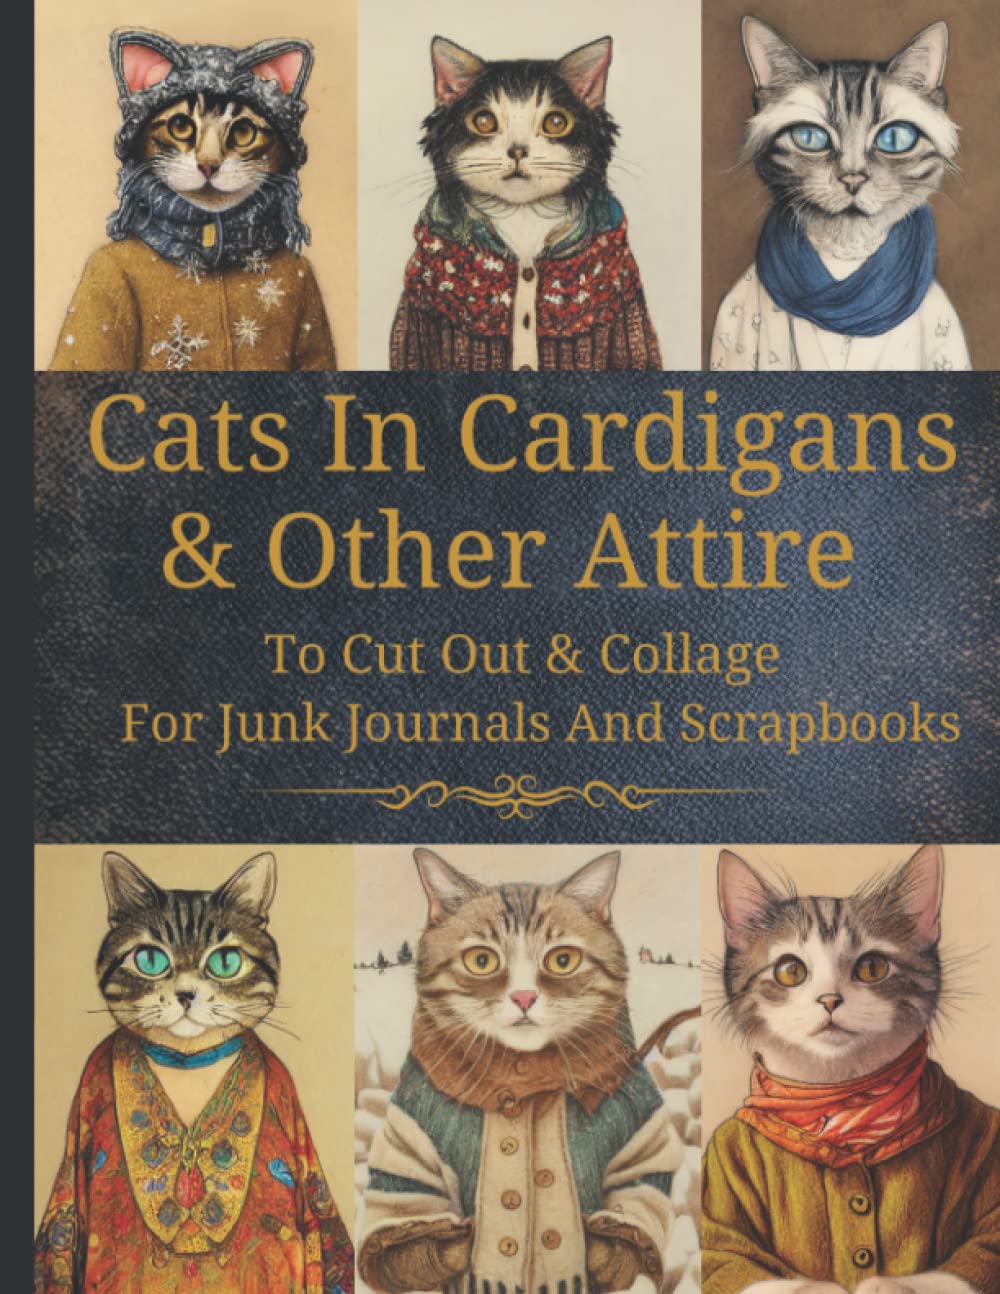 Cats In Cardigans
& Other Attire
To Cut Out & Collage
For Junk Journals And Scrapbooks